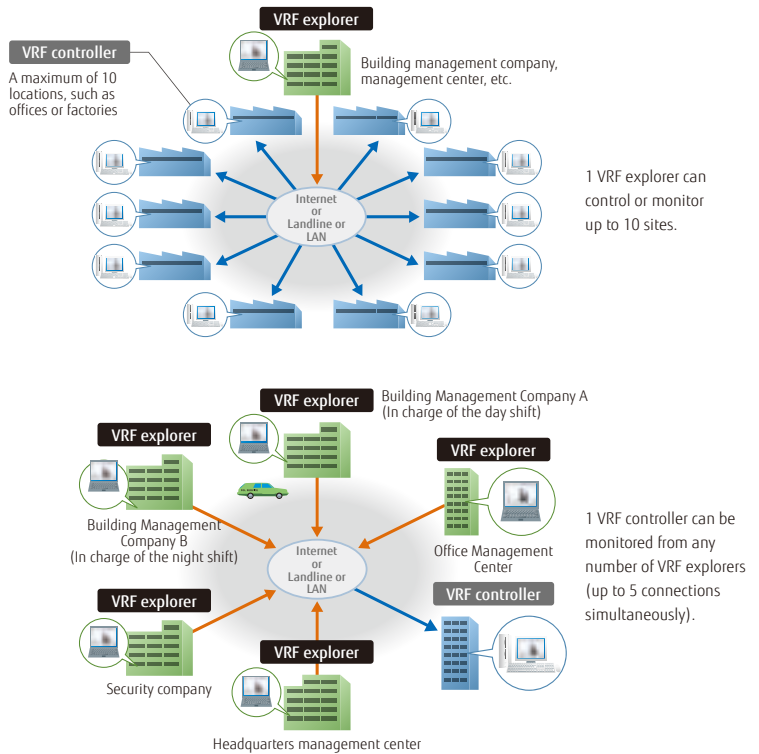 VRF explorer
VRF controller
A maximum of 10
locations, such as
offices or factories
Building management company,
management center, etc.
Internet
or
Landline or
LAN
1 VRF explorer can
control or monitor
up to 10 sites.
VRF explorer
Building Management Company A
(In charge of the day shift)
VRF explorer
Building Management
Company B
(In charge of the night shift)
VRF explorer
Office Management
Center
Internet
or
Landline or
LAN
1 VRF controller can be
monitored from any
number of VRF explorers
(up to 5 connections
simultaneously).
VRF controller
VRF explorer
Security company
VRF explorer
Headquarters management center